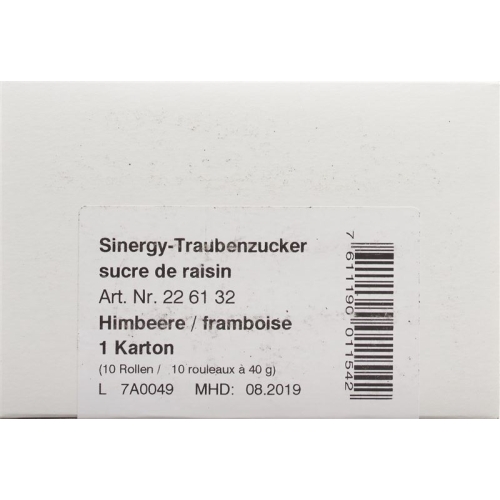 Sinergy-Traubenzucker
sucre de raisin
Art. Nr. 22 61 32
Himbeere / framboise
1 Karton
(10 Rollen / 10 rouleaux à 40 g)
L 7A0049 MHD: 08.2019
7 611190 011542